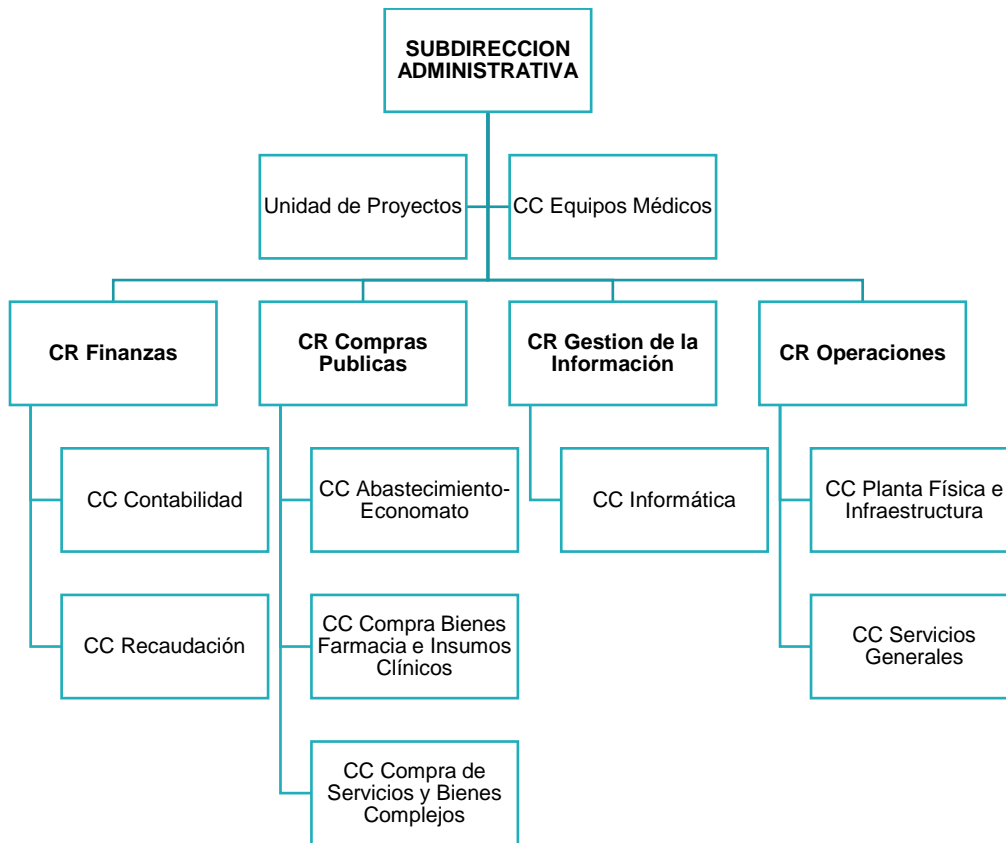 SUBDIRECCION
ADMINISTRATIVA
Unidad de Proyectos
CC Equipos Médicos
CR Finanzas
CR Compras
Publicas
CR Gestion de la
Información
CR Operaciones
CC Contabilidad
CC Abastecimiento-
Economato
CC Informática
CC Planta Física e
Infraestructura
CC Recaudación
CC Compra Bienes
Farmacia e Insumos
Clínicos
CC Servicios
Generales
CC Compra de
Servicios y Bienes
Complejos